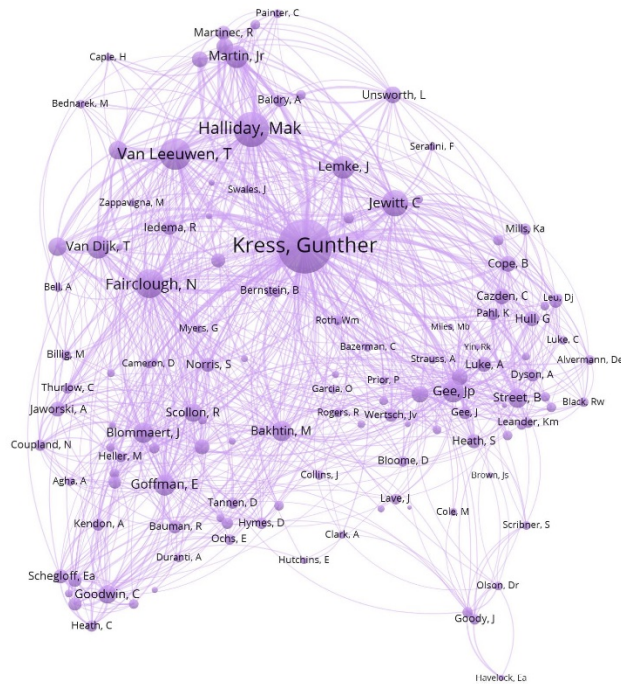 Painter, C
Martinec, R
Caple, H
Martin, Jr
Bednarek, M
Baldry, A
Unsworth, L
Halliday, Mak
Van Leeuwen, T
Serafini, F
Lemke, J
Swales, J
Zappavigna, M
Jewitt, C
Iedema, R
Mills, Ka
Van Dijk, T
Kress, Gunther
Cope, B
Fairclough, N
Bell, A
Bernstein, B
Cazden, C
Leu, Dj
Pahl, K
Hull, G
Roth, Wm
Myers, G
Miles, Mb
Luke, C
Bazerman, C
Yin, Rk
Billig, M
Cameron, D
Norris, S
Strauss, A
Luke, A
Alvermann, De
Dyson, A
Thurlow, C
Garcia, O
Prior, P
Gee, Jp
Street, B
Black, Rw
Jaworski, A
Scollon, R
Rogers, R
Wertsch, Jv
Gee, J
Leander, Km
Coupland, N
Blommaert, J
Bakhtin, M
Heath, S
Heller, M
Bloome, D
Agha, A
Goffman, E
Collins, J
Brown, Js
Tannen, D
Lave, J
Cole, M
Kendon, A
Bauman, R
Hymes, D
Scribner, S
Ochs, E
Clark, A
Duranti, A
Hutchins, E
Schegloff, Ea
Goodwin, C
Olson, Dr
Goody, J
Heath, C
Havelock, La